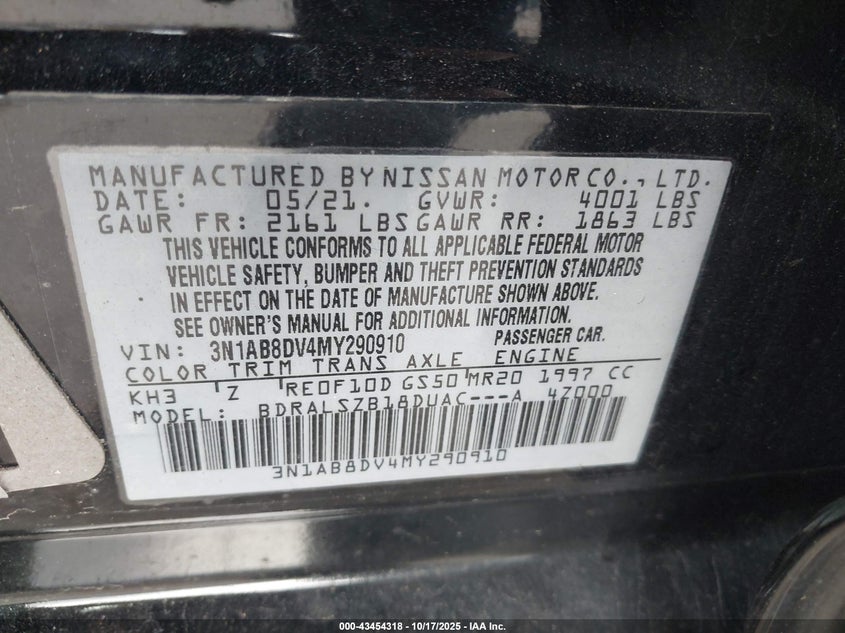 MANUFACTURED BY NISSAN MOTOR CO., LTD.
DATE: 05/21. GVWR: 4001 LBS
GAWR FR: 2161 LBS GAWR RR: 1863 LBS
THIS VEHICLE CONFORMS TO ALL APPLICABLE FEDERAL MOTOR
VEHICLE SAFETY, BUMPER AND THEFT PREVENTION STANDARDS
IN EFFECT ON THE DATE OF MANUFACTURE SHOWN ABOVE.
SEE OWNER'S MANUAL FOR ADDITIONAL INFORMATION.
VIN: 3N1AB8DV4MY290910 PASSENGER CAR.
COLOR TRIM TRANS AXLE ENGINE
KH3 Z RE0F10D GS50 MR20 1997 CC
MODEL: BDRALSZB18DUAC---A 4Z000
3N1AB8DV4MY290910
000-43454318 - 10/17/2025 - IAA Inc.